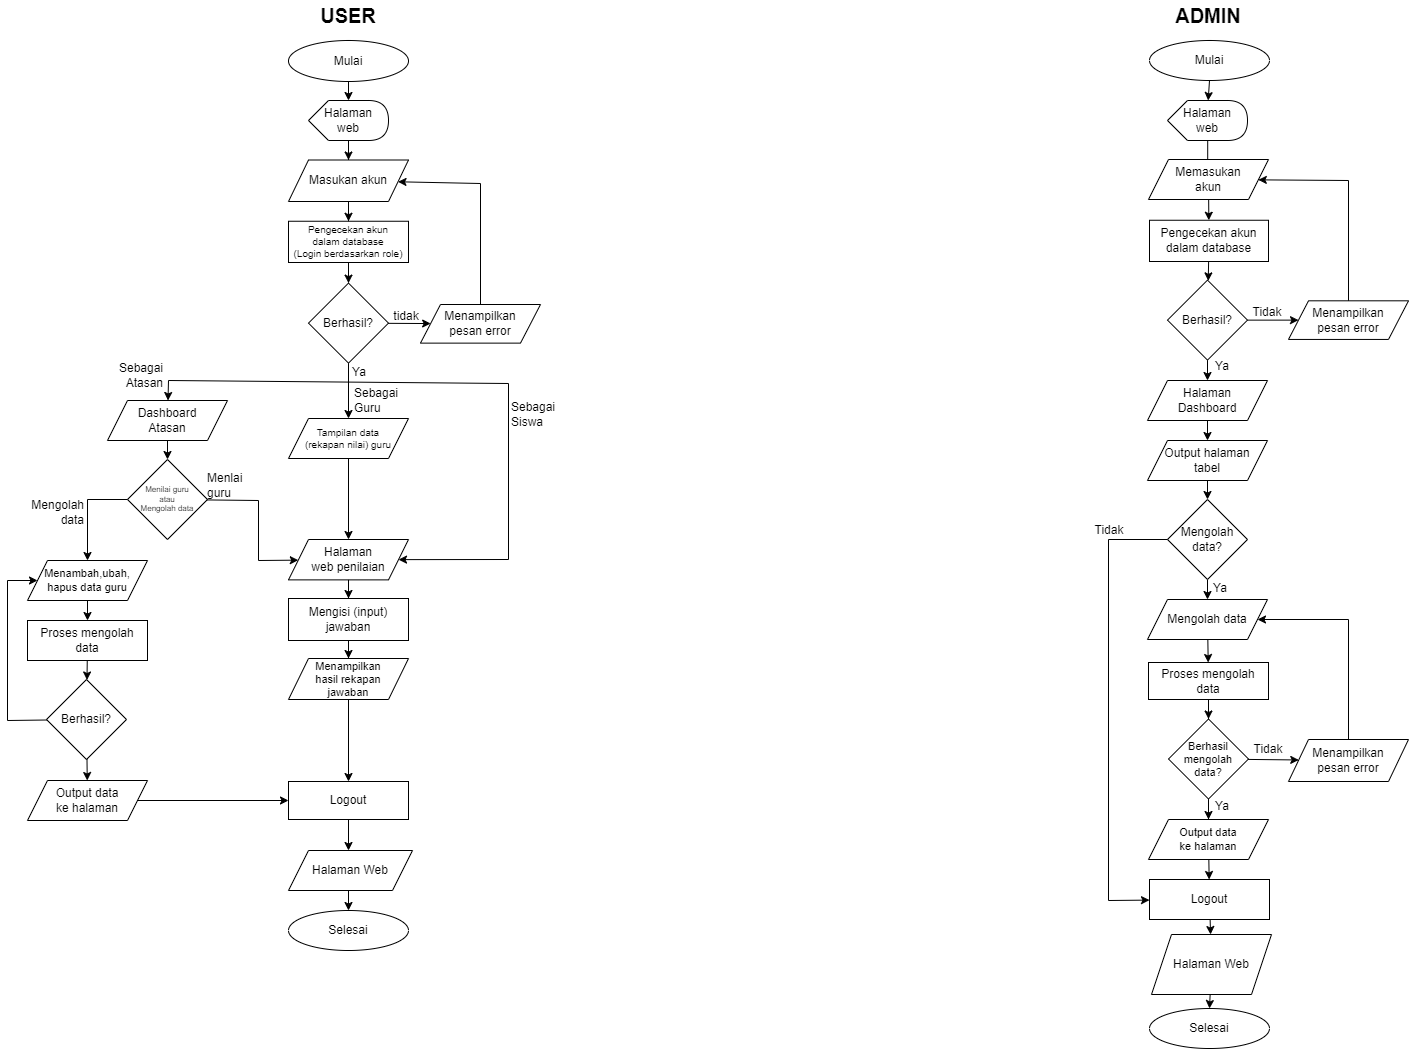 USER
Mulai
Halaman
web
Masukan akun
Pengecekan akun
dalam database
(Login berdasarkan role)
Berhasil?
tidak
Menampilkan
pesan error
Ya
Sebagai
Atasan
Sebagai
Guru
Sebagai
Siswa
Dashboard
Atasan
Tampilan data
(rekapan nilai) guru
Menilai guru
atau
Mengolah data
Menlai
guru
Mengolah
data
Halaman
web penilaian
Menambah,ubah,
hapus data guru
Mengisi (input)
jawaban
Proses mengolah
data
Menampilkan
hasil rekapan
jawaban
Berhasil?
Output data
ke halaman
Logout
Halaman Web
Selesai
ADMIN
Mulai
Halaman
web
Memasukan
akun
Pengecekan akun
dalam database
Berhasil?
Tidak
Menampilkan
pesan error
Ya
Halaman
Dashboard
Output halaman
tabel
Mengolah
data?
Tidak
Ya
Mengolah data
Proses mengolah
data
Berhasil
mengolah
data?
Tidak
Menampilkan
pesan error
Ya
Output data
ke halaman
Logout
Halaman Web
Selesai